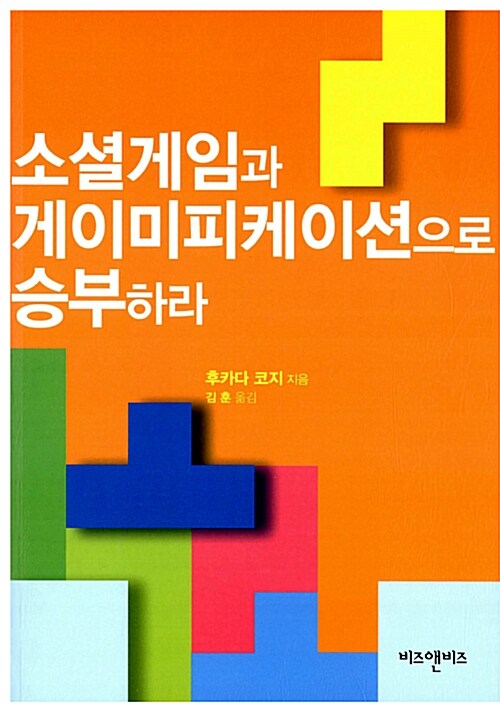 소셜게임과
게이미피케이션으로
승부하라
후카다 코지 지음
김 훈 옮김
비즈앤비즈